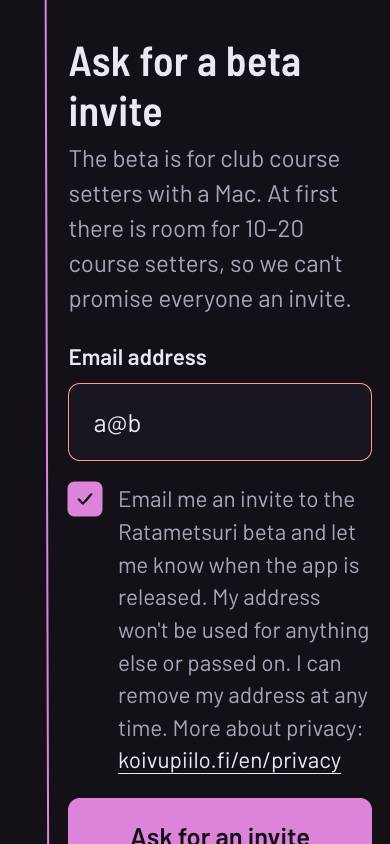 Ask for a beta
invite
The beta is for club course
setters with a Mac. At first
there is room for 10–20
course setters, so we can't
promise everyone an invite.
Email address
a@b
Email me an invite to the
Ratametsuri beta and let
me know when the app is
released. My address
won't be used for anything
else or passed on. I can
remove my address at any
time. More about privacy:
koivupiilo.fi/en/privacy
Ask for an invite